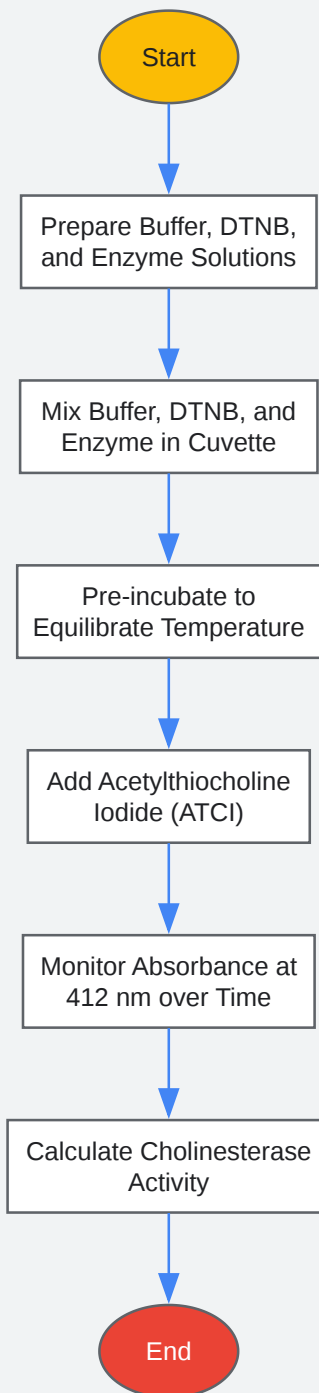 Start
Prepare Buffer, DTNB,
and Enzyme Solutions
Mix Buffer, DTNB, and
Enzyme in Cuvette
Pre-incubate to
Equilibrate Temperature
Add Acetylthiocholine
Iodide (ATCI)
Monitor Absorbance at
412 nm over Time
Calculate Cholinesterase
Activity
End